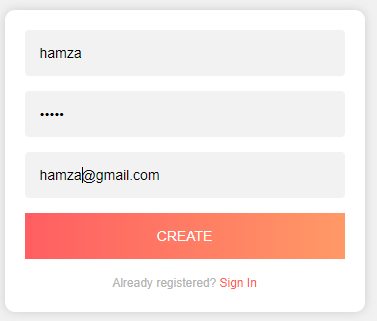 hamza
•••••
hamza@gmail.com
CREATE
Already registered? Sign In